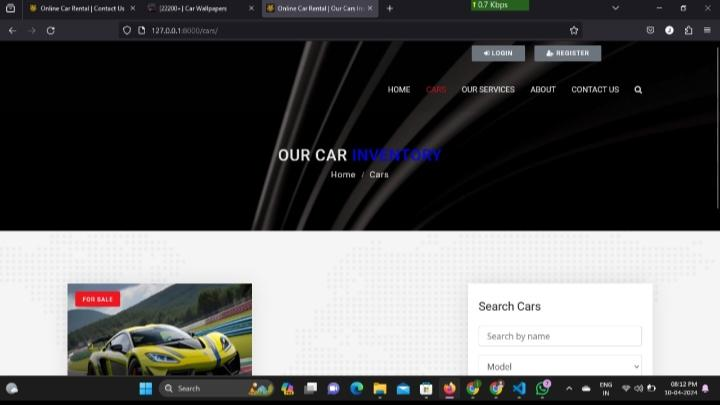 Online Car Rental | Contact Us
[22200+] Car Wallpapers
Online Car Rental | Our Cars In
0.7 Kbps
127.0.0.1:8000/cars/
LOGIN
REGISTER
HOME
CARS
OUR SERVICES
ABOUT
CONTACT US
OUR CAR INVENTORY
Home / Cars
FOR SALE
Search Cars
Search by name
Model
Search
ENG
IN
08:12 PM
10-04-2024